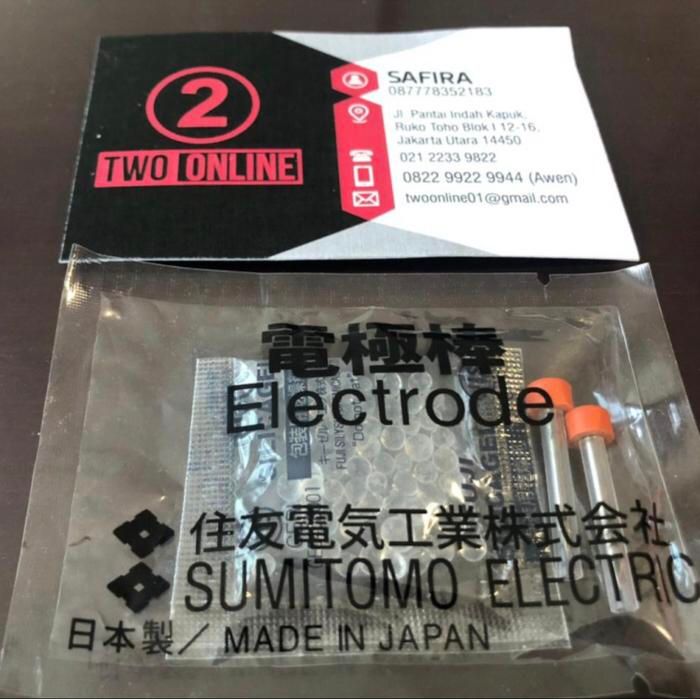 2
TWO ONLINE
SAFIRA
087778352183
Jl. Pantai Indah Kapuk,
Ruko Toho Blok I 12-16,
Jakarta Utara 14450
021 2233 9822
0822 9922 9944 (Awen)
twoonline01@gmail.com
電極棒
Electrode
住友電気工業株式会社
SUMITOMO ELECTRIC
日本製／MADE IN JAPAN